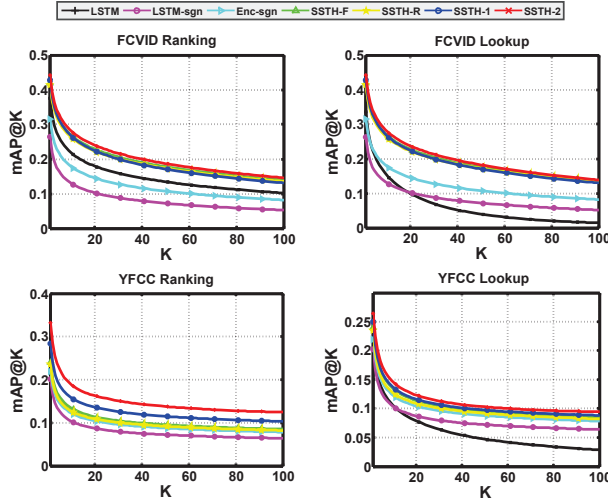 LSTM LSTM-sgn Enc-sgn SSTH-F SSTH-R SSTH-1 SSTH-2
FCVID Ranking
mAP@K
0.5
0.4
0.3
0.2
0.1
0
20 40 60 80 100
K
FCVID Lookup
mAP@K
0.5
0.4
0.3
0.2
0.1
0
20 40 60 80 100
K
YFCC Ranking
mAP@K
0.4
0.3
0.2
0.1
0
20 40 60 80 100
K
YFCC Lookup
mAP@K
0.25
0.2
0.15
0.1
0.05
0
20 40 60 80 100
K